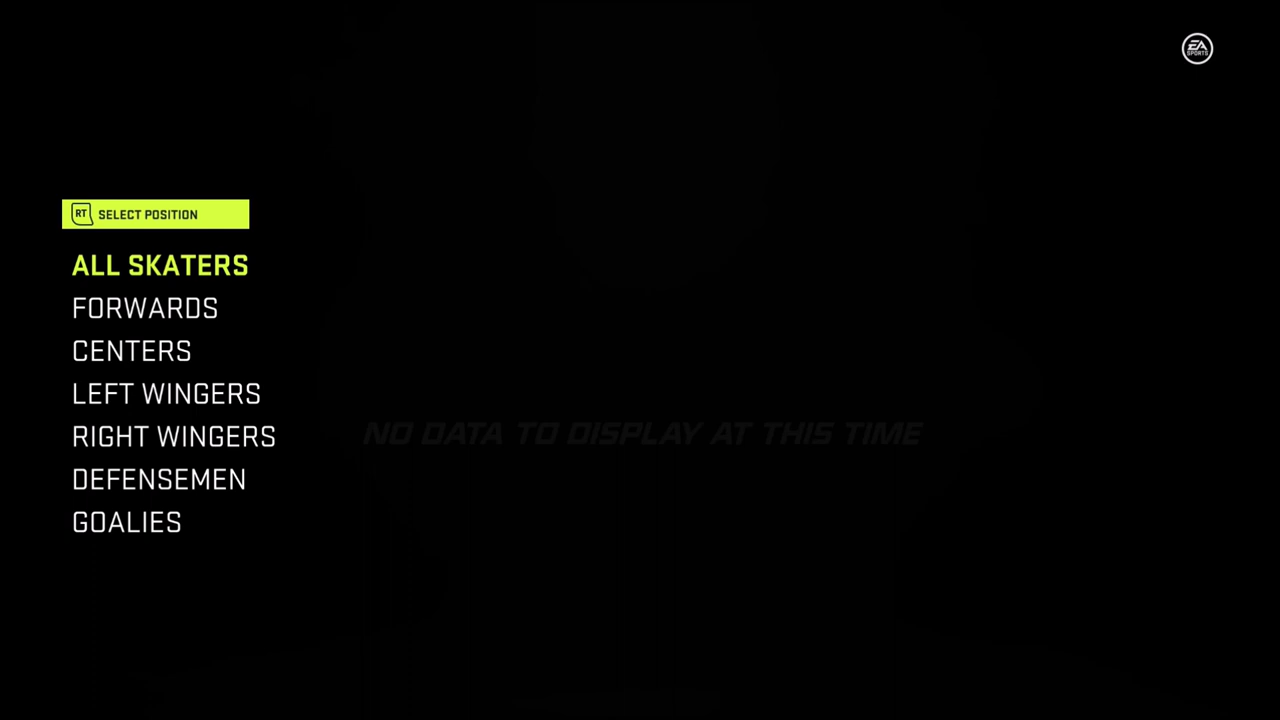 EA
SPORTS
RT SELECT POSITION
ALL SKATERS
FORWARDS
CENTERS
LEFT WINGERS
RIGHT WINGERS
NO DATA TO DISPLAY AT THIS TIME
DEFENSEMEN
GOALIES